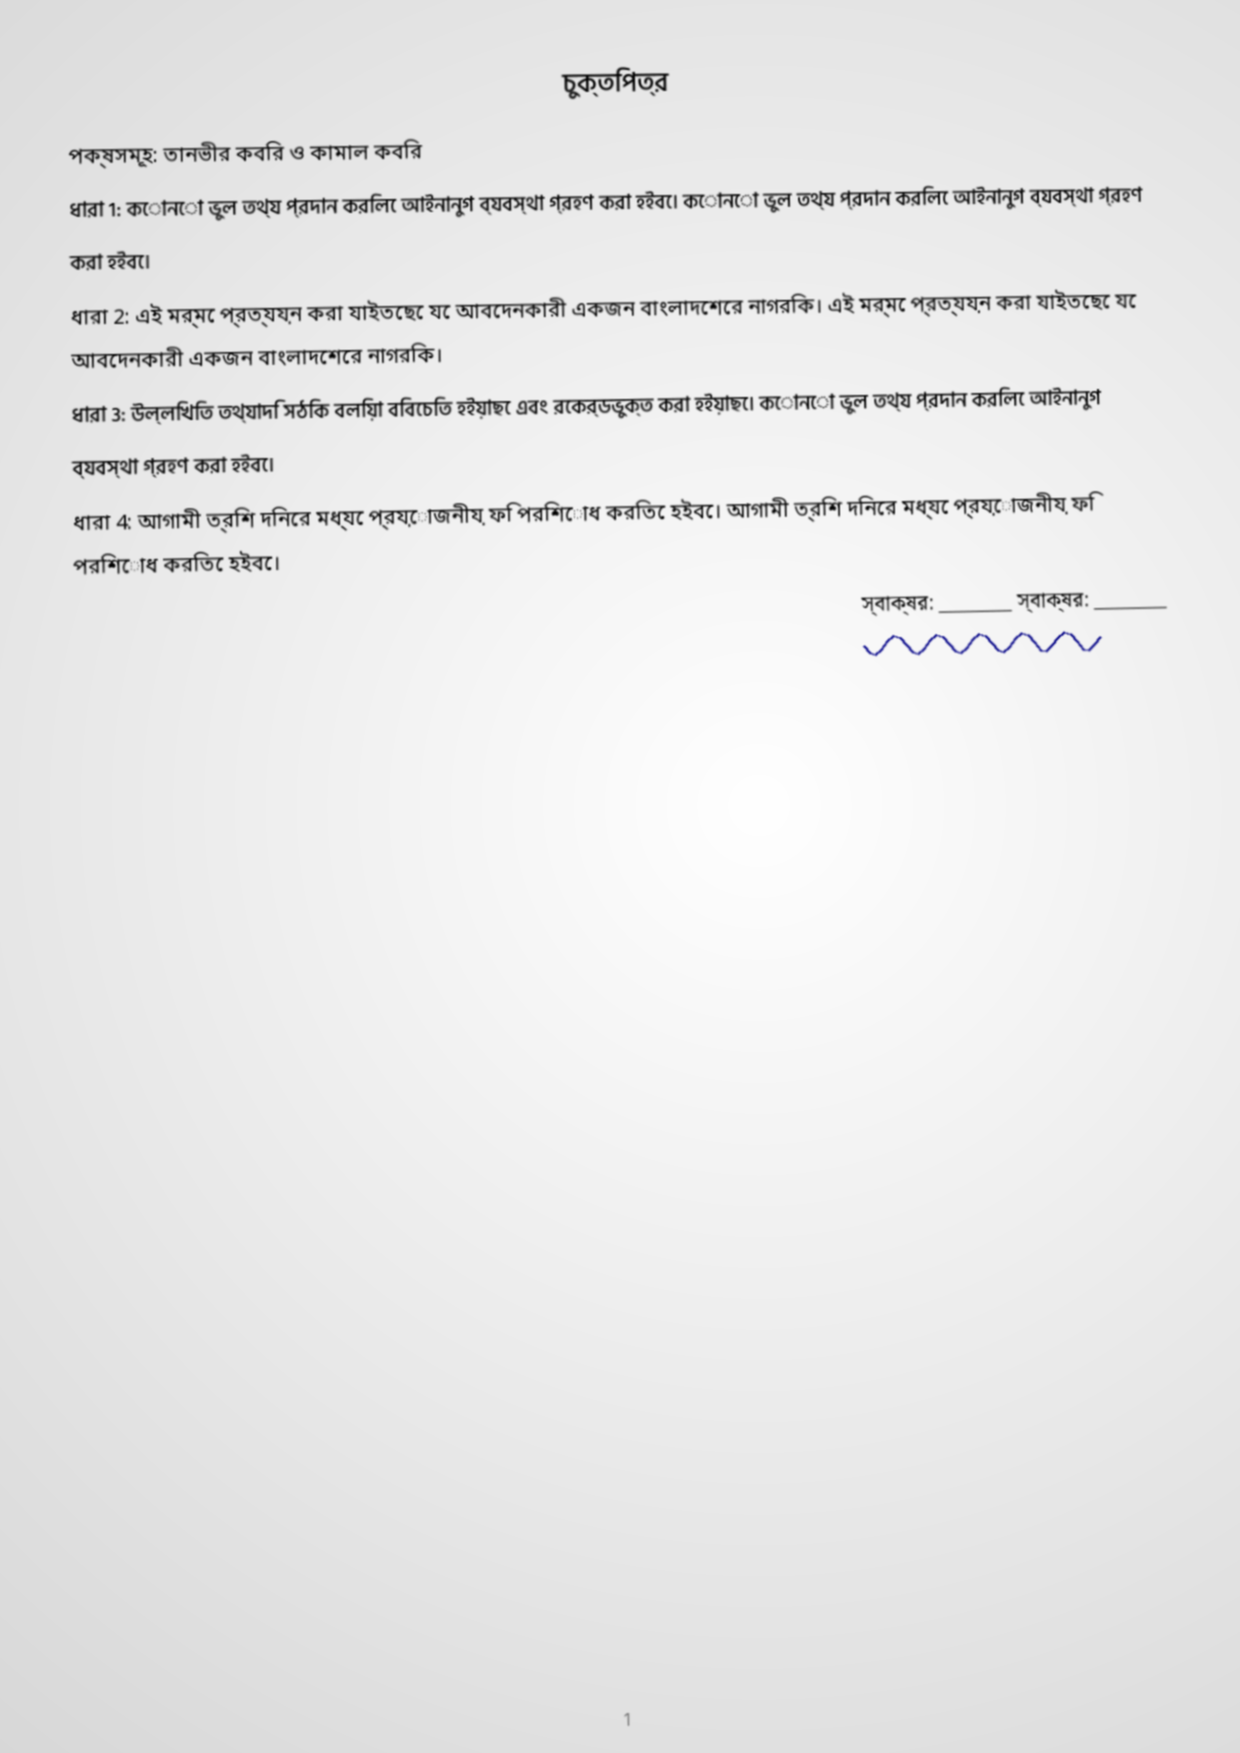 চুক্তিপত্র
পক্ষসমূহ: তানভীর কবির ও কামাল কবির
ধারা 1: কোনো ভুল তথ্য প্রদান করিলে আইনানুগ ব্যবস্থা গ্রহণ করা হইবে। কোনো ভুল তথ্য প্রদান করিলে আইনানুগ ব্যবস্থা গ্রহণ
করা হইবে।
ধারা 2: এই মর্মে প্রত্যয়ন করা যাইতেছে যে আবেদনকারী একজন বাংলাদেশের নাগরিক। এই মর্মে প্রত্যয়ন করা যাইতেছে যে
আবেদনকারী একজন বাংলাদেশের নাগরিক।
ধারা 3: উল্লিখিত তথ্যাদি সঠিক বলিয়া বিবেচিত হইয়াছে এবং রেকর্ডভুক্ত করা হইয়াছে। কোনো ভুল তথ্য প্রদান করিলে আইনানুগ
ব্যবস্থা গ্রহণ করা হইবে।
ধারা 4: আগামী ত্রিশ দিনের মধ্যে প্রয়োজনীয় ফি পরিশোধ করিতে হইবে। আগামী ত্রিশ দিনের মধ্যে প্রয়োজনীয় ফি
পরিশোধ করিতে হইবে।
স্বাক্ষর: _______ স্বাক্ষর: _______
1